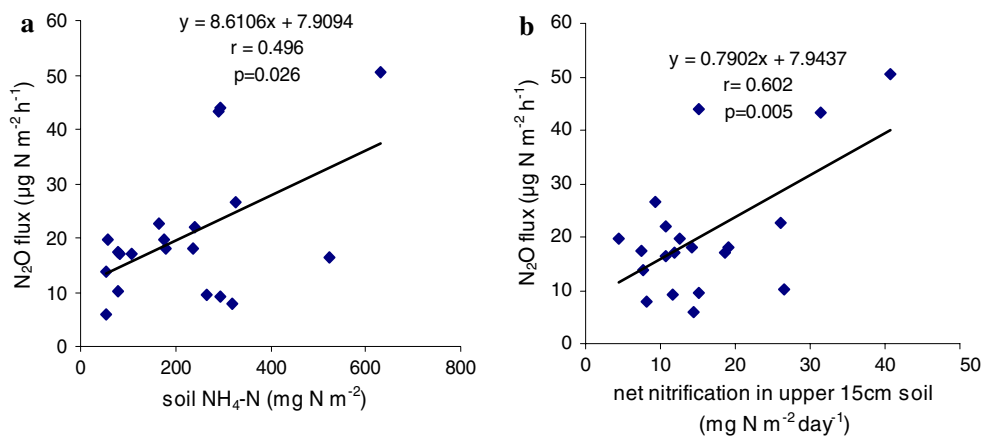 a
y = 8.6106x + 7.9094
r = 0.496
p=0.026
N₂O flux (µg N m⁻² h⁻¹)
60
50
40
30
20
10
0
0 200 400 600 800
soil NH₄-N (mg N m⁻²)
b
y = 0.7902x + 7.9437
r= 0.602
p=0.005
N₂O flux (µg N m⁻² h⁻¹)
60
50
40
30
20
10
0
0 10 20 30 40 50
net nitrification in upper 15cm soil
(mg N m⁻² day⁻¹)